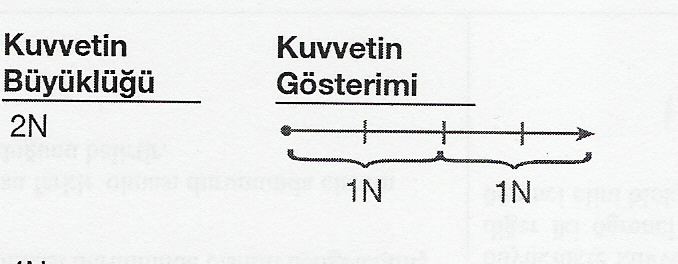 Kuvvetin
Büyüklüğü
Kuvvetin
Gösterimi
2N
1N 1N